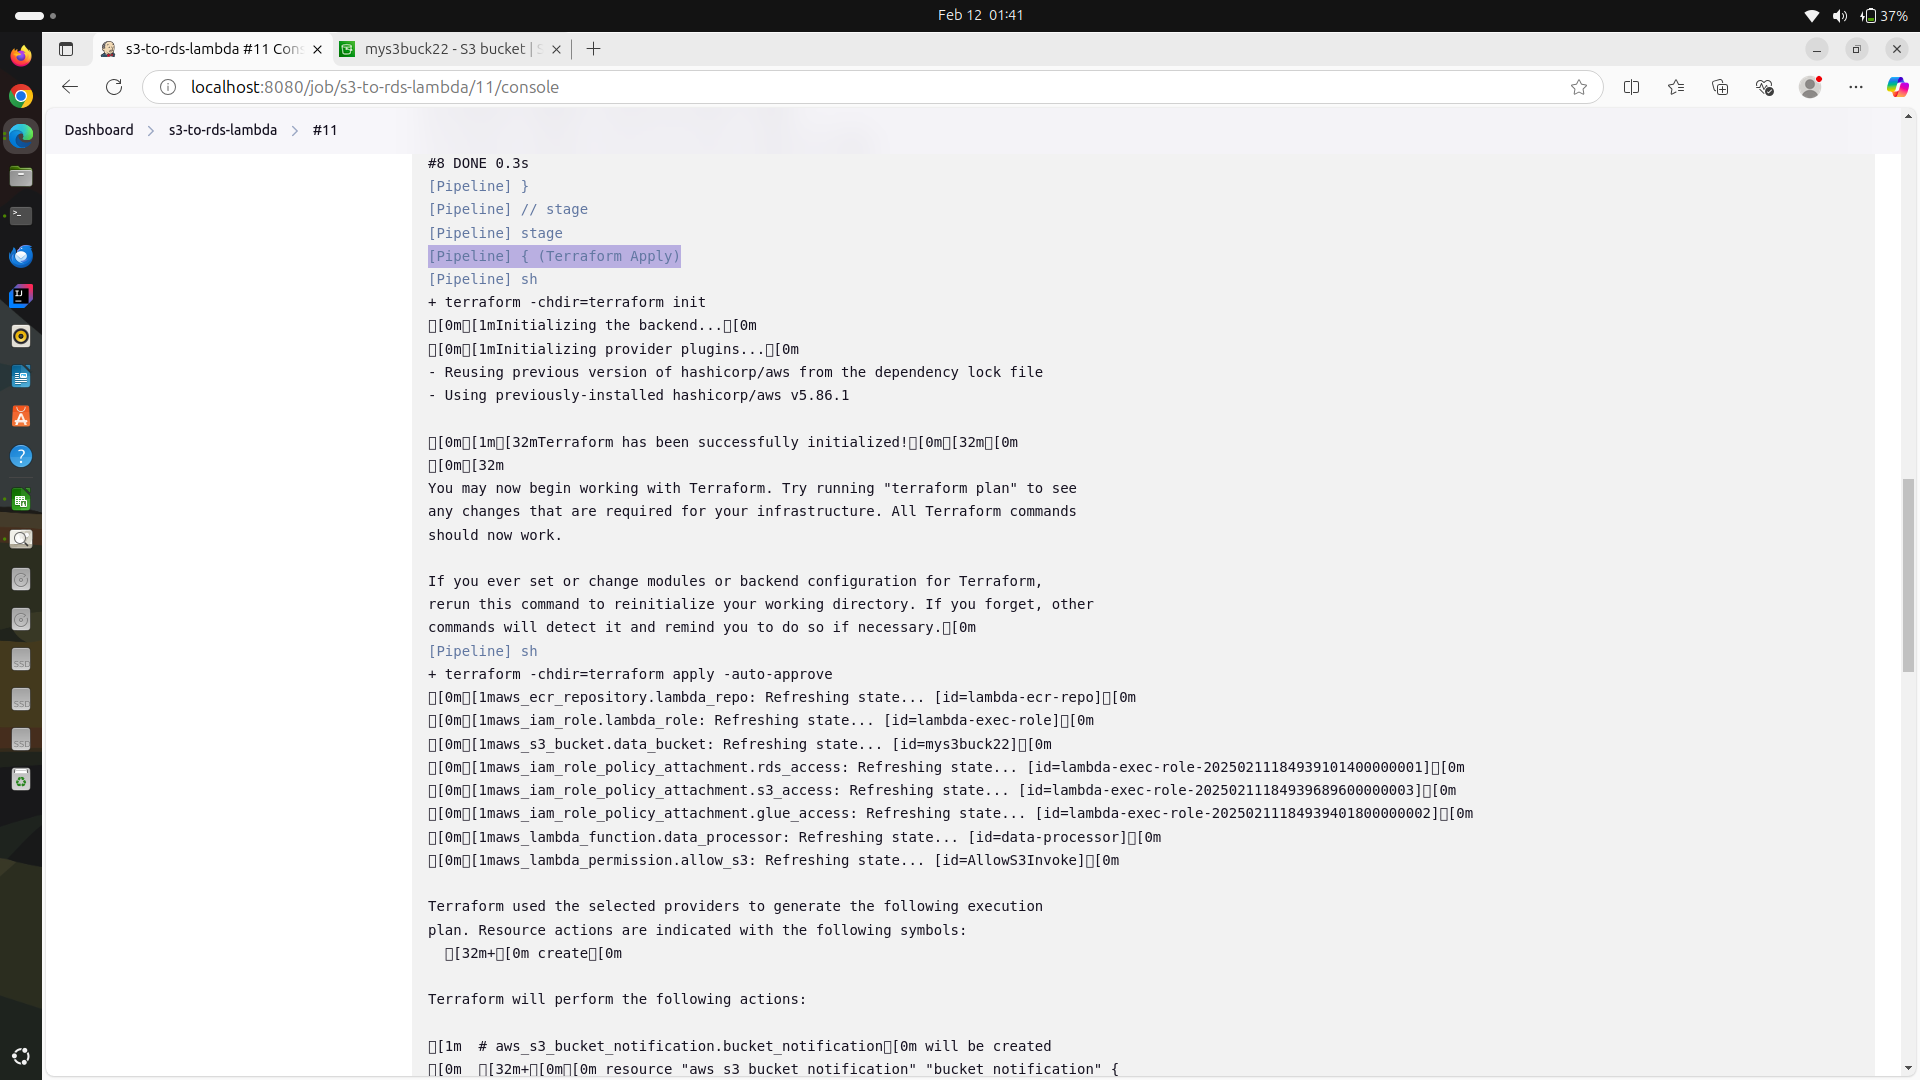 Feb 12 01:41
37%
s3-to-rds-lambda #11 Cons
mys3buck22 - S3 bucket | S
localhost:8080/job/s3-to-rds-lambda/11/console
Dashboard
s3-to-rds-lambda
#11
#8 DONE 0.3s
[Pipeline] }
[Pipeline] // stage
[Pipeline] stage
[Pipeline] { (Terraform Apply)
[Pipeline] sh
+ terraform -chdir=terraform init
[0m[1mInitializing the backend...[0m
[0m[1mInitializing provider plugins...[0m
- Reusing previous version of hashicorp/aws from the dependency lock file
- Using previously-installed hashicorp/aws v5.86.1
[0m[1m[32mTerraform has been successfully initialized![0m[32m[0m
[0m[32m
You may now begin working with Terraform. Try running "terraform plan" to see
any changes that are required for your infrastructure. All Terraform commands
should now work.
If you ever set or change modules or backend configuration for Terraform,
rerun this command to reinitialize your working directory. If you forget, other
commands will detect it and remind you to do so if necessary.[0m
[Pipeline] sh
+ terraform -chdir=terraform apply -auto-approve
[0m[1maws_ecr_repository.lambda_repo: Refreshing state... [id=lambda-ecr-repo][0m
[0m[1maws_iam_role.lambda_role: Refreshing state... [id=lambda-exec-role][0m
[0m[1maws_s3_bucket.data_bucket: Refreshing state... [id=mys3buck22][0m
[0m[1maws_iam_role_policy_attachment.rds_access: Refreshing state... [id=lambda-exec-role-20250211184939101400000001][0m
[0m[1maws_iam_role_policy_attachment.s3_access: Refreshing state... [id=lambda-exec-role-20250211184939689600000003][0m
[0m[1maws_iam_role_policy_attachment.glue_access: Refreshing state... [id=lambda-exec-role-20250211184939401800000002][0m
[0m[1maws_lambda_function.data_processor: Refreshing state... [id=data-processor][0m
[0m[1maws_lambda_permission.allow_s3: Refreshing state... [id=AllowS3Invoke][0m
Terraform used the selected providers to generate the following execution
plan. Resource actions are indicated with the following symbols:
[32m+[0m create[0m
Terraform will perform the following actions:
[1m  # aws_s3_bucket_notification.bucket_notification[0m will be created
[0m  [32m+[0m[0m resource "aws_s3_bucket_notification" "bucket_notification" {